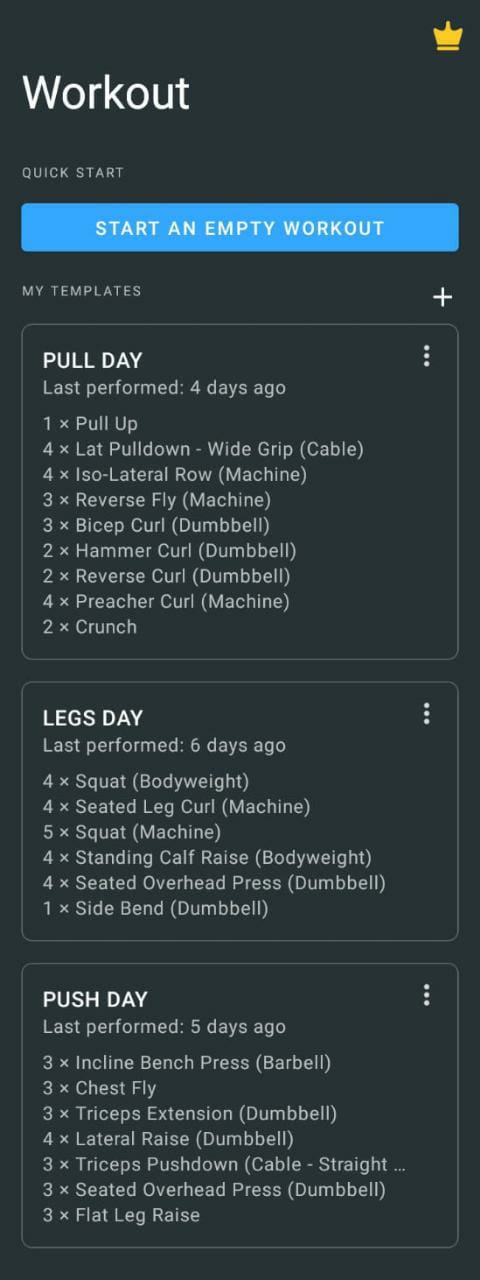 Workout
QUICK START
START AN EMPTY WORKOUT
MY TEMPLATES
PULL DAY
Last performed: 4 days ago
1 × Pull Up
4 × Lat Pulldown - Wide Grip (Cable)
4 × Iso-Lateral Row (Machine)
3 × Reverse Fly (Machine)
3 × Bicep Curl (Dumbbell)
2 × Hammer Curl (Dumbbell)
2 × Reverse Curl (Dumbbell)
4 × Preacher Curl (Machine)
2 × Crunch
LEGS DAY
Last performed: 6 days ago
4 × Squat (Bodyweight)
4 × Seated Leg Curl (Machine)
5 × Squat (Machine)
4 × Standing Calf Raise (Bodyweight)
4 × Seated Overhead Press (Dumbbell)
1 × Side Bend (Dumbbell)
PUSH DAY
Last performed: 5 days ago
3 × Incline Bench Press (Barbell)
3 × Chest Fly
3 × Triceps Extension (Dumbbell)
4 × Lateral Raise (Dumbbell)
3 × Triceps Pushdown (Cable - Straight ...
3 × Seated Overhead Press (Dumbbell)
3 × Flat Leg Raise